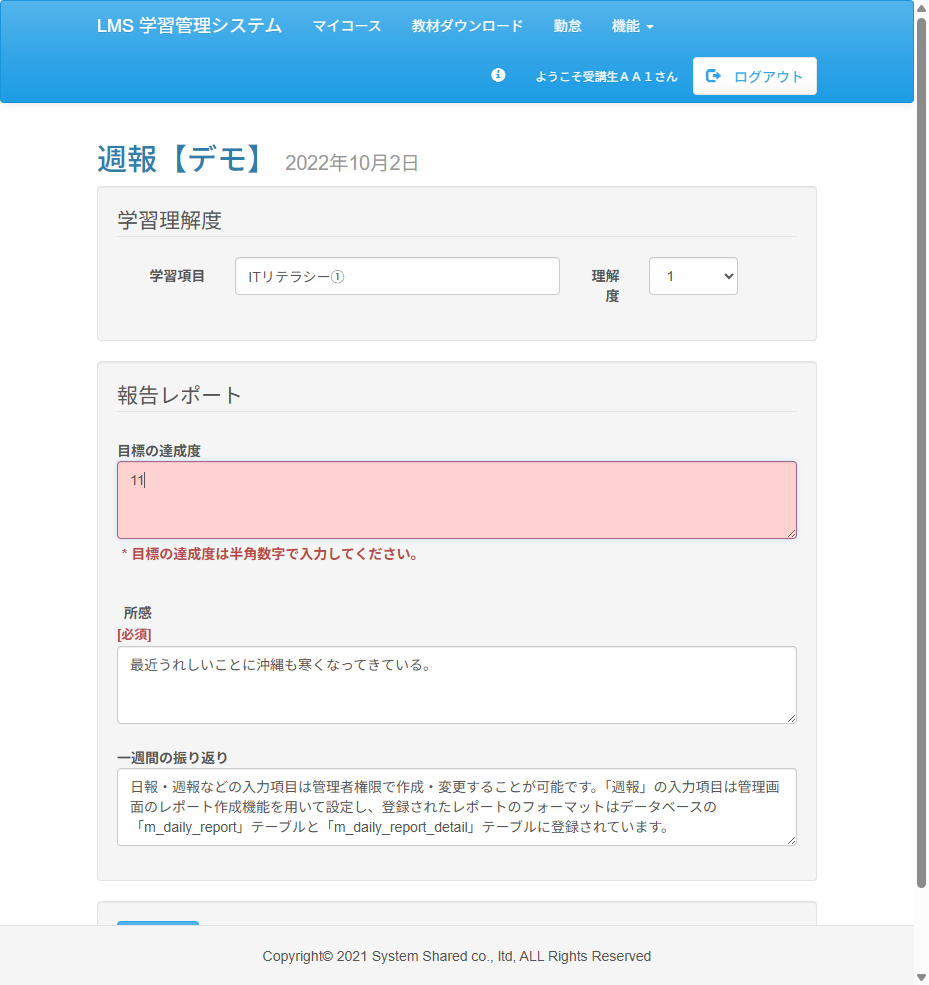 LMS 学習管理システム マイコース 教材ダウンロード 勤怠 機能
ようこそ受講生ＡＡ１さん ログアウト
週報【デモ】 2022年10月2日
学習理解度
学習項目 ITリテラシー① 理解度 1
報告レポート
目標の達成度
11
* 目標の達成度は半角数字で入力してください。
所感
[必須]
最近うれしいことに沖縄も寒くなってきている。
一週間の振り返り
日報・週報などの入力項目は管理者権限で作成・変更することが可能です。「週報」の入力項目は管理画
面のレポート作成機能を用いて設定し、登録されたレポートのフォーマットはデータベースの
「m_daily_report」テーブルと「m_daily_report_detail」テーブルに登録されています。
Copyright© 2021 System Shared co., ltd, ALL Rights Reserved